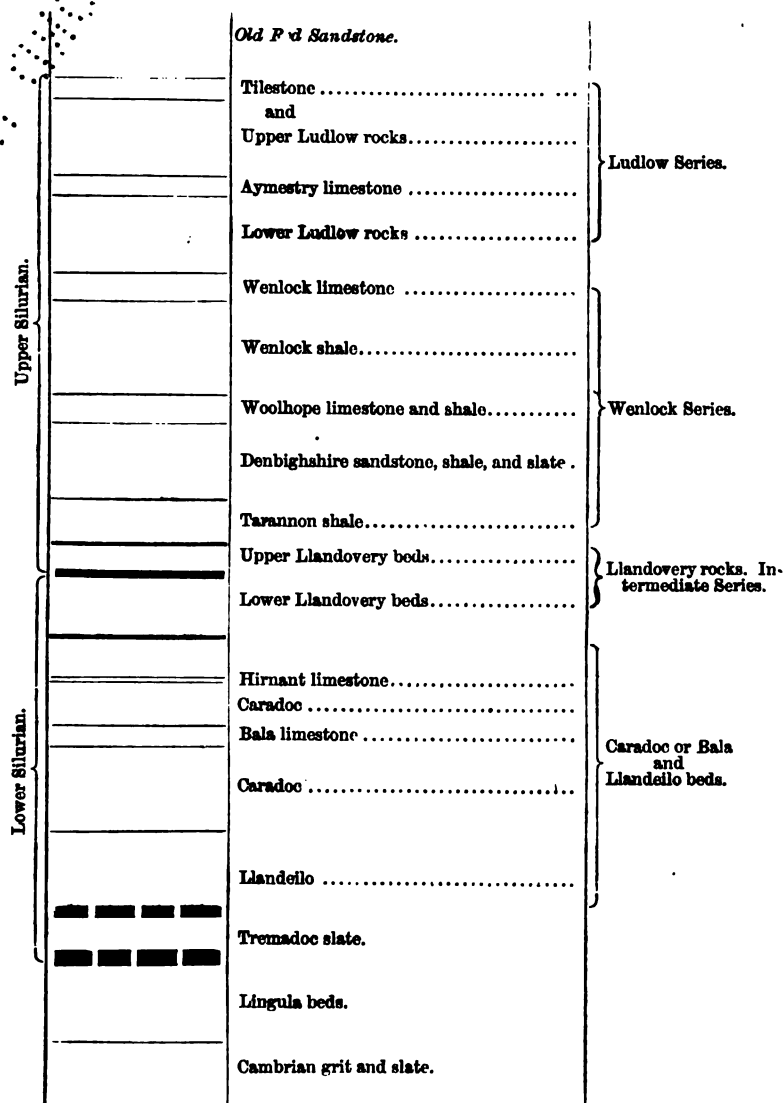 Old Red Sandstone.
Tilestone
and
Upper Ludlow rocks
Aymestry limestone
Lower Ludlow rocks
Ludlow Series.
Upper Silurian.
Wenlock limestone
Wenlock shale
Woolhope limestone and shale
Denbighshire sandstone, shale, and slate
Tarannon shale
Wenlock Series.
Upper Llandovery beds
Lower Llandovery beds
Llandovery rocks. In-
termediate Series.
Lower Silurian.
Hirnant limestone
Caradoc
Bala limestone
Caradoc
Llandeilo
Caradoc or Bala
and
Llandeilo beds.
Tremadoc slate.
Lingula beds.
Cambrian grit and slate.